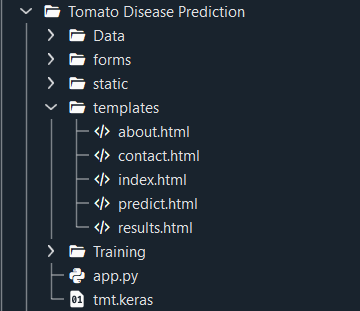 Tomato Disease Prediction
Data
forms
static
templates
</> about.html
</> contact.html
</> index.html
</> predict.html
</> results.html
Training
app.py
01 tmt.keras